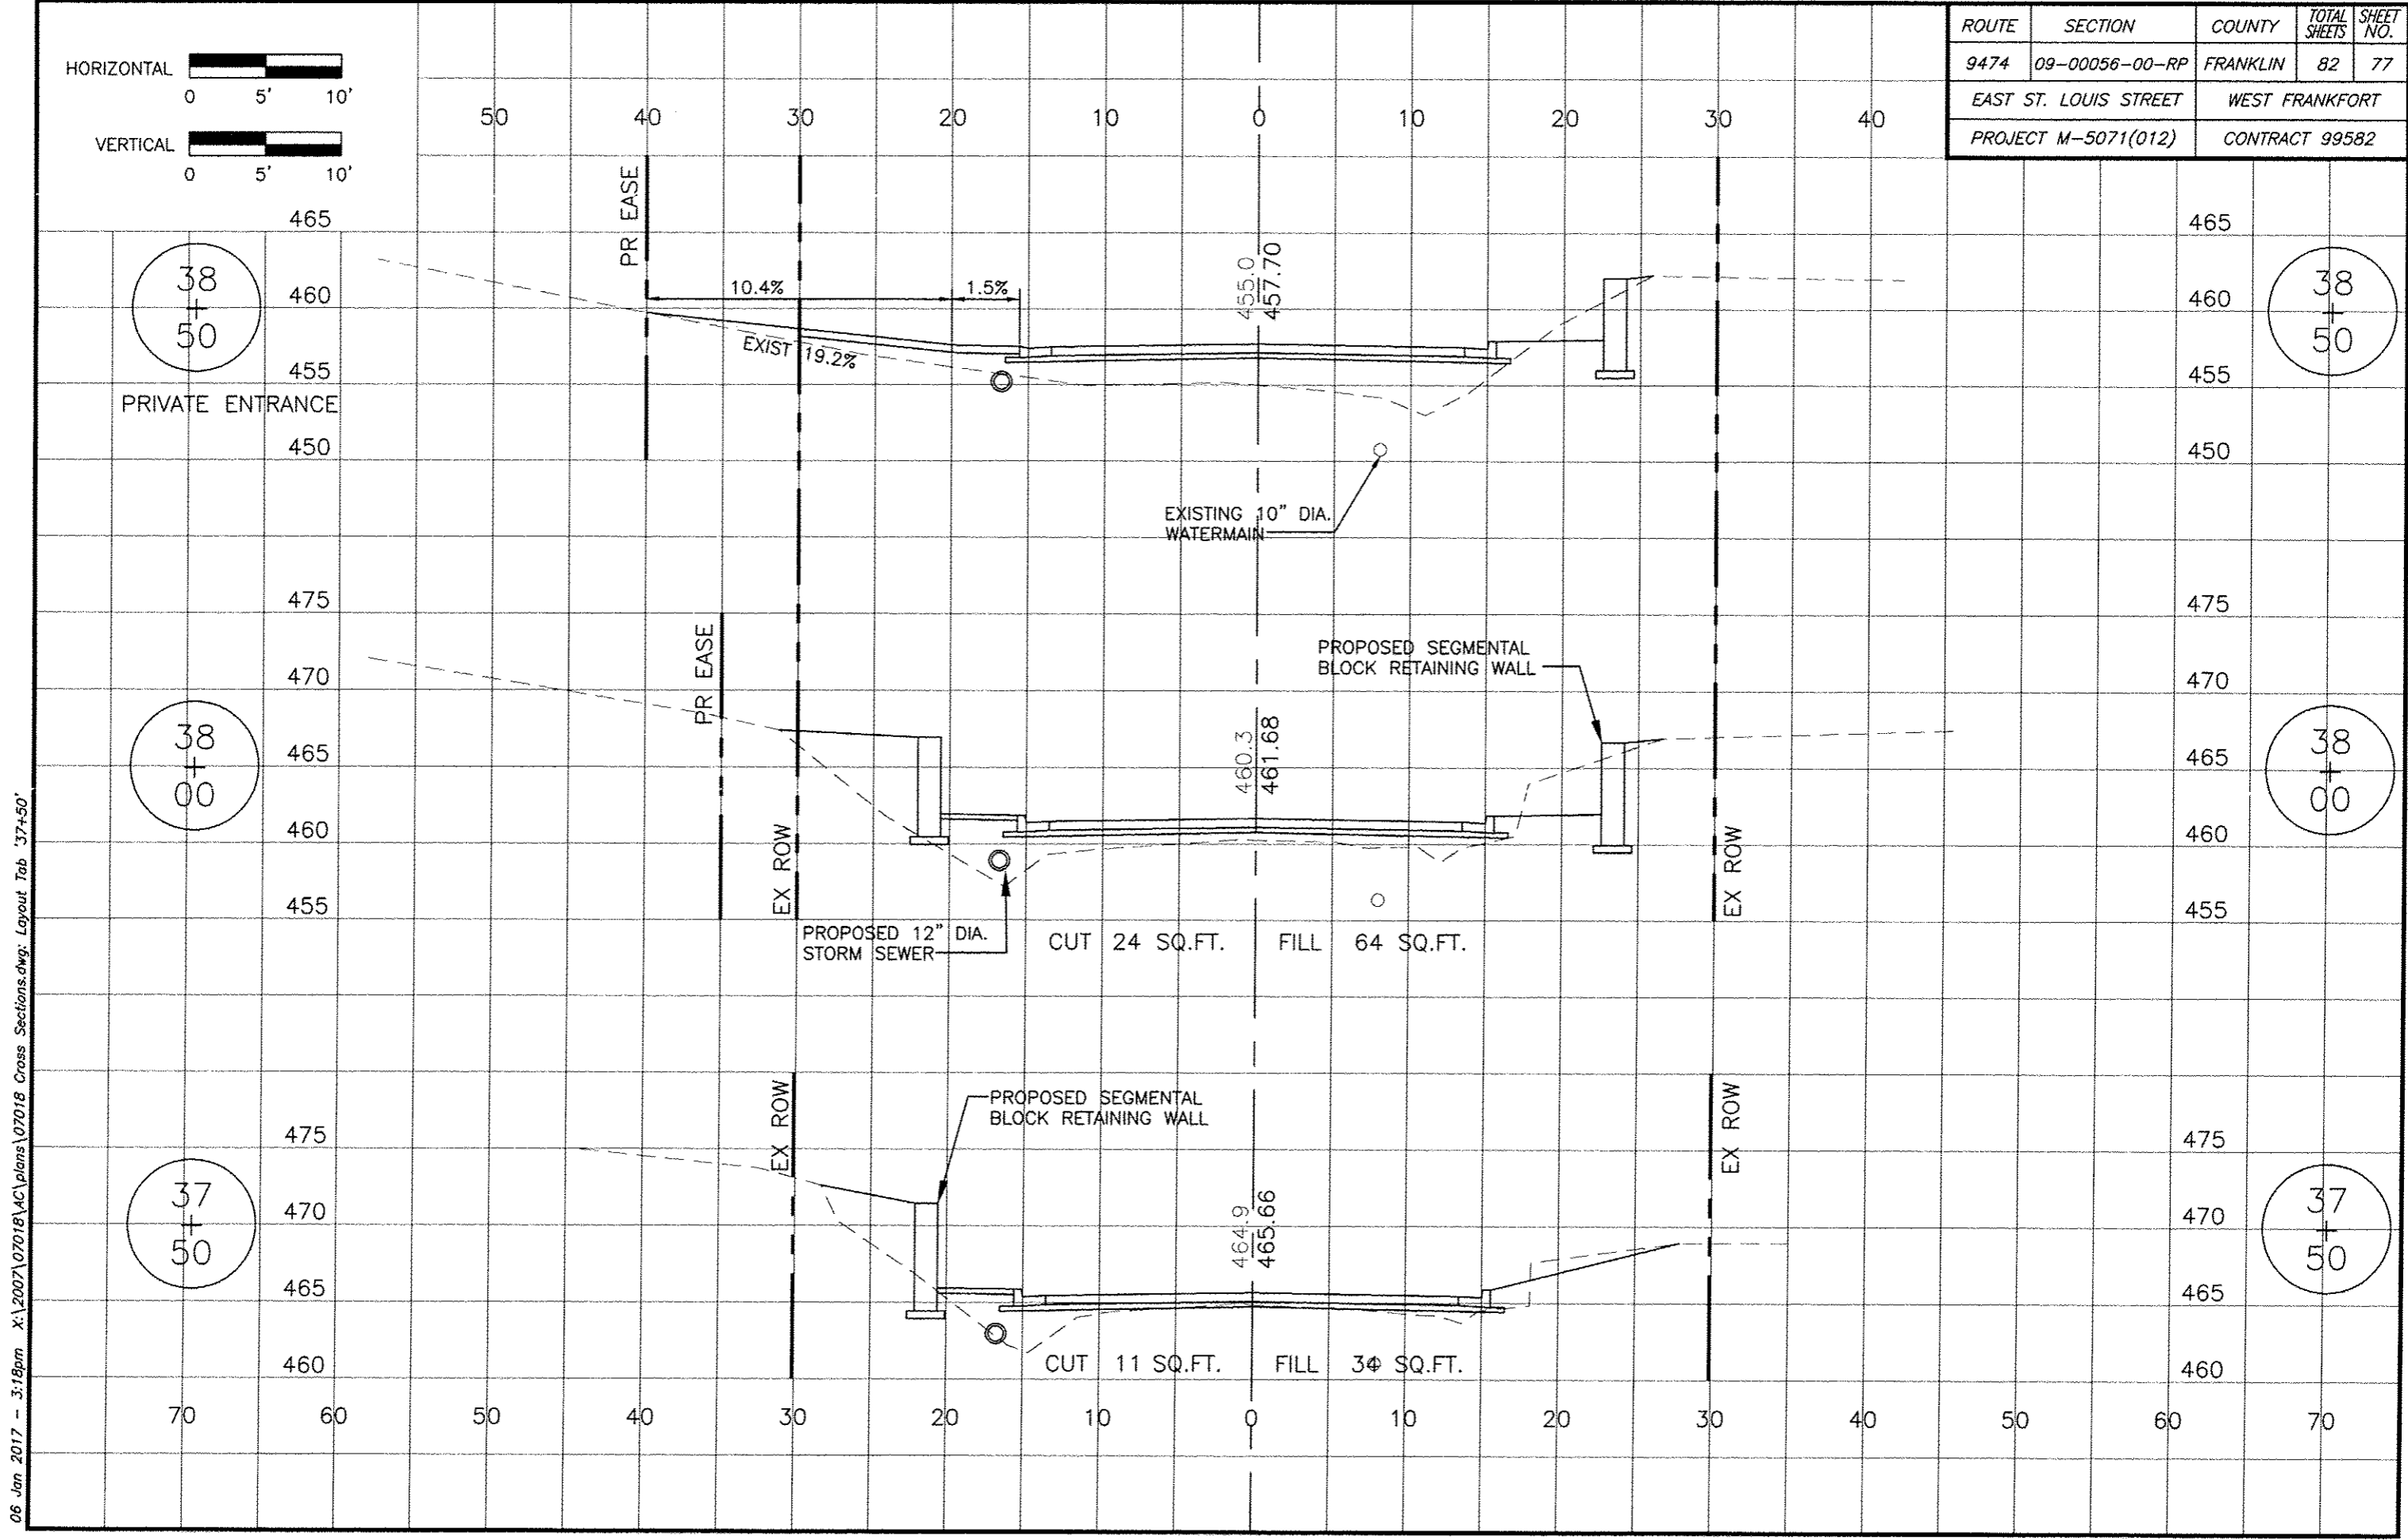 ROUTE SECTION COUNTY TOTAL SHEETS SHEET NO.
9474 09-00056-00-RP FRANKLIN 82 77
EAST ST. LOUIS STREET WEST FRANKFORT
PROJECT M-5071(012) CONTRACT 99582
HORIZONTAL
0 5' 10'
VERTICAL
0 5' 10'
50 40 30 20 10 0 10 20 30 40
PR EASE
465 465
38 + 50
460 460
38 + 50
10.4% 1.5%
455.0
457.70
EXIST 19.2%
455 455
PRIVATE ENTRANCE
450 450
EXISTING 10" DIA.
WATERMAIN
475 475
PR EASE
PROPOSED SEGMENTAL
BLOCK RETAINING WALL
470 470
38 + 00
465 465
38 + 00
460.3
461.68
460 460
EX ROW
EX ROW
455 455
PROPOSED 12" DIA.
STORM SEWER
CUT 24 SQ.FT. FILL 64 SQ.FT.
EX ROW
EX ROW
PROPOSED SEGMENTAL
BLOCK RETAINING WALL
475 475
37 + 50
470 470
37 + 50
464.9
465.66
465 465
460 460
CUT 11 SQ.FT. FILL SQ.FT.
70 60 50 40 30 20 10 0 10 20 30 40 50 60 70
06 Jan 2017 - 3:18pm X:\2007\07018\AC\plans\07018 Cross Sections.dwg: Layout Tab '37+50'